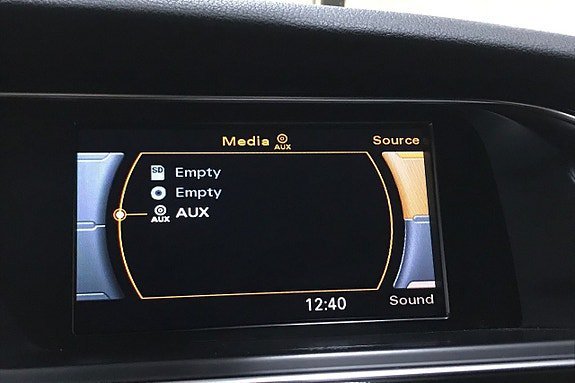 Media AUX Source
SD Empty
Empty
AUX AUX
12:40
Sound